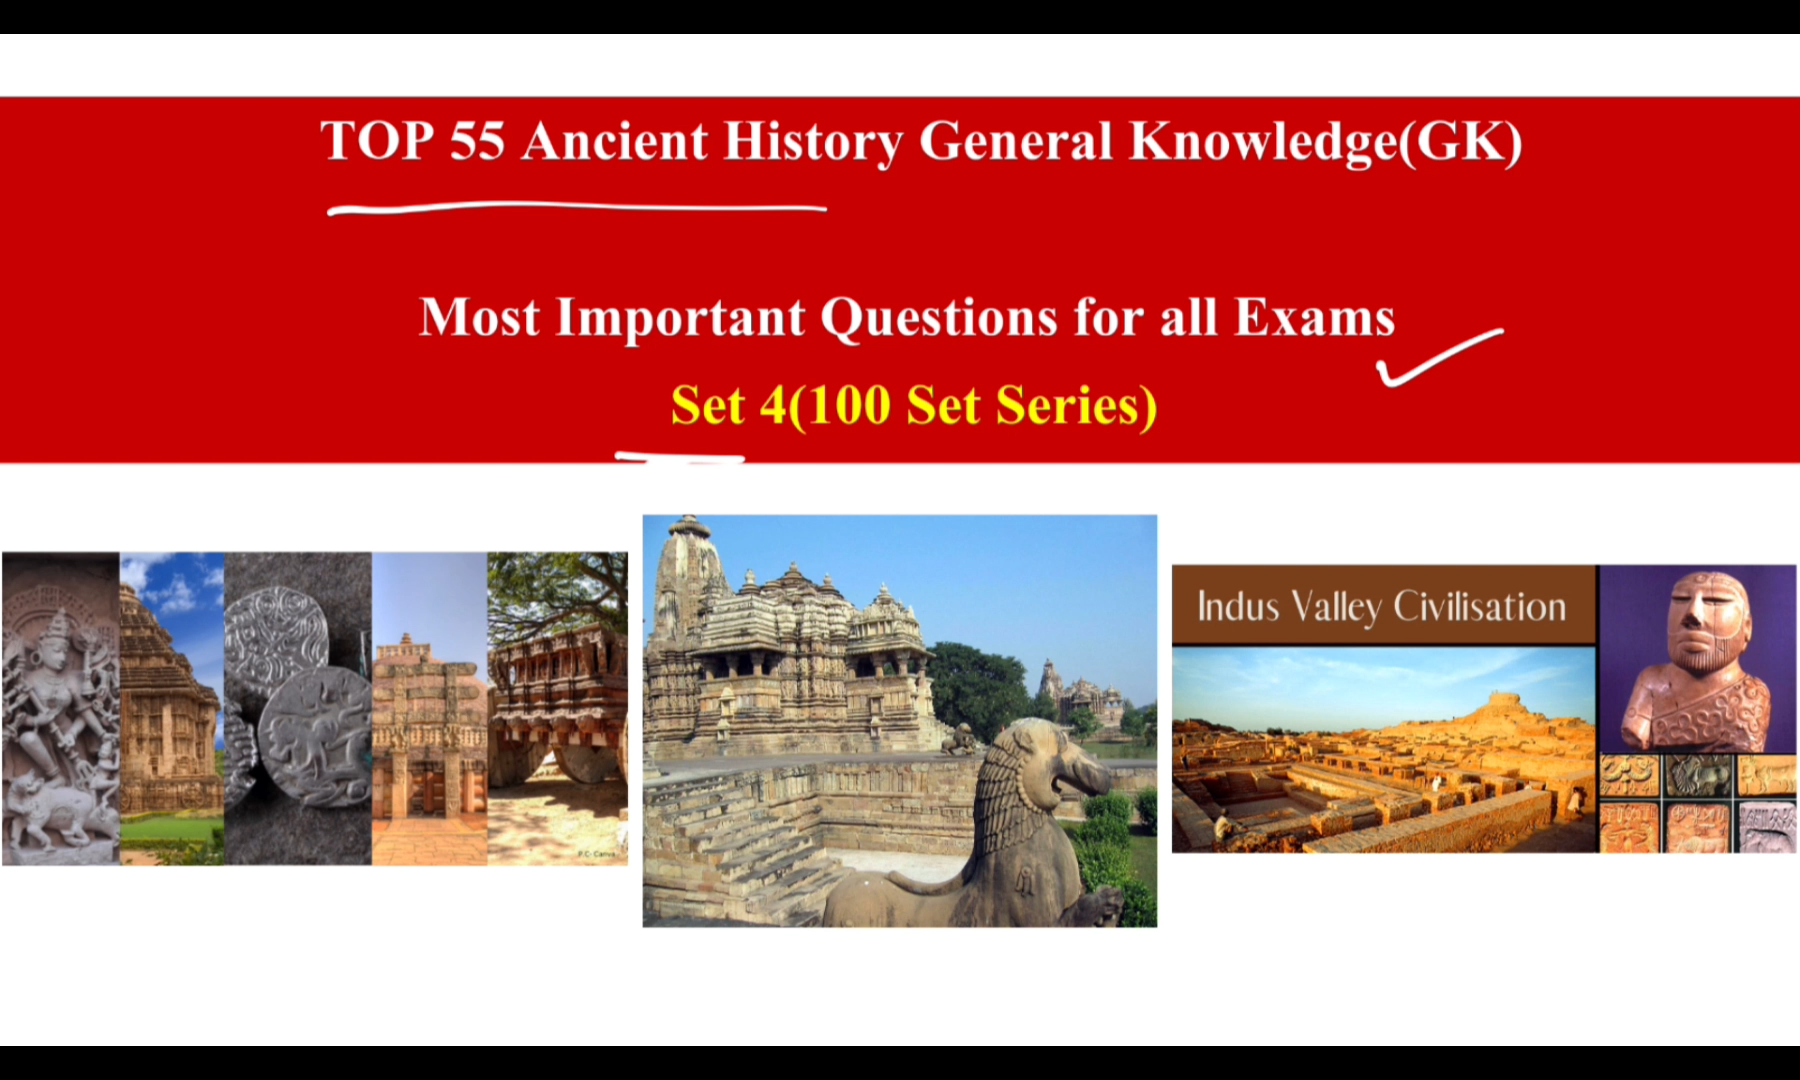 TOP 55 Ancient History General Knowledge(GK)
Most Important Questions for all Exams
Set 4(100 Set Series)
Indus Valley Civilisation
P.C- Canva